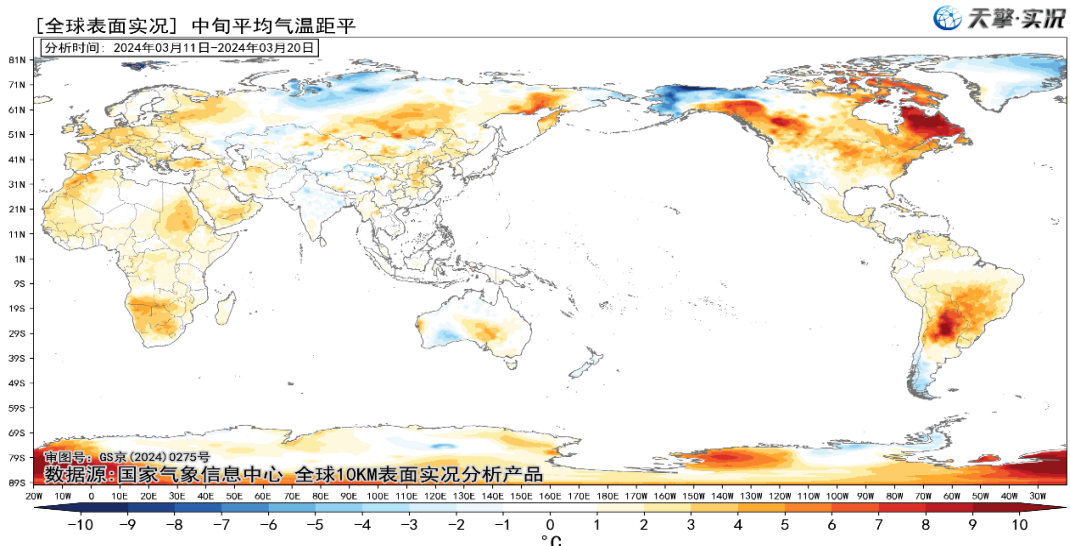 [全球表面实况] 中旬平均气温距平
天擎·实况
分析时间: 2024年03月11日-2024年03月20日
81N
71N
61N
51N
41N
31N
21N
11N
1N
9S
19S
29S
39S
49S
59S
69S
79S
89S
审图号: GS京(2024)0275号
数据源:国家气象信息中心 全球10KM表面实况分析产品
20W 10W 0 10E 20E 30E 40E 50E 60E 70E 80E 90E 100E 110E 120E 130E 140E 150E 160E 170E 180E 170W 160W 150W 140W 130W 120W 110W 100W 90W 80W 70W 60W 50W 40W 30W
-10 -9 -8 -7 -6 -5 -4 -3 -2 -1 0 1 2 3 4 5 6 7 8 9 10
°C